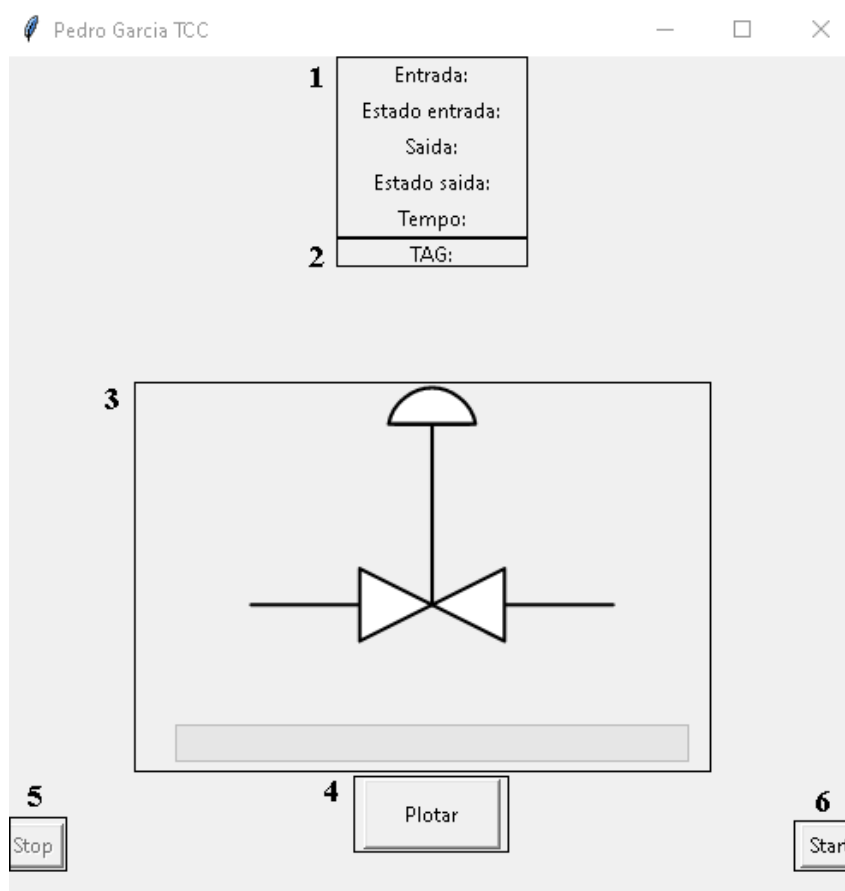 Pedro Garcia TCC
1
Entrada:
Estado entrada:
Saida:
Estado saida:
Tempo:
2
TAG:
3
4
Plotar
5
Stop
6
Start